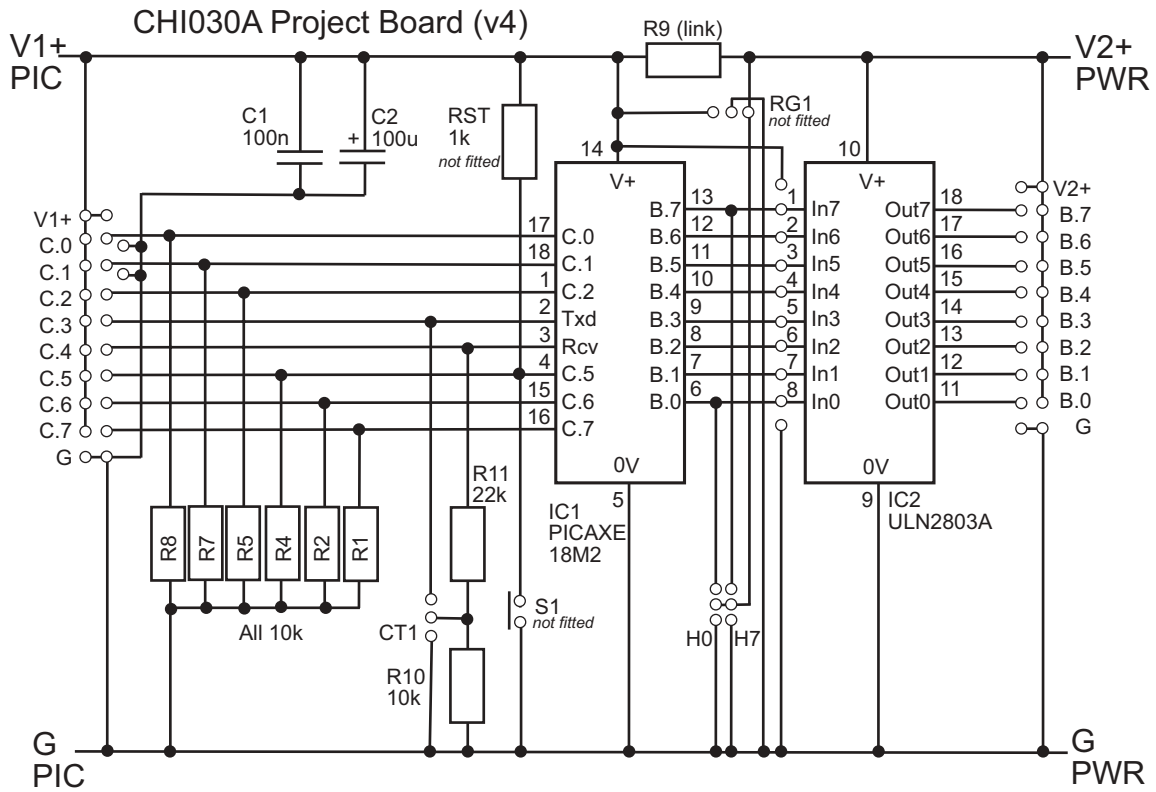 CHI030A Project Board (v4)
V1+
PIC
R9 (link)
V2+
PWR
C1
100n
C2
+ 100u
RST
1k
not fitted
RG1
not fitted
14
V+
10
V+
V1+
C.0
C.1
C.2
C.3
C.4
C.5
C.6
C.7
G
17
18
1
2
3
4
15
16
C.0
C.1
C.2
Txd
Rcv
C.5
C.6
C.7
B.7
B.6
B.5
B.4
B.3
B.2
B.1
B.0
13
12
11
10
9
8
7
6
1
2
3
4
5
6
7
8
In7
In6
In5
In4
In3
In2
In1
In0
Out7
Out6
Out5
Out4
Out3
Out2
Out1
Out0
18
17
16
15
14
13
12
11
V2+
B.7
B.6
B.5
B.4
B.3
B.2
B.1
B.0
G
0V
5
IC1
PICAXE
18M2
0V
9
IC2
ULN2803A
R8
R7
R5
R4
R2
R1
All 10k
R11
22k
CT1
R10
10k
S1
not fitted
H0
H7
G
PIC
G
PWR